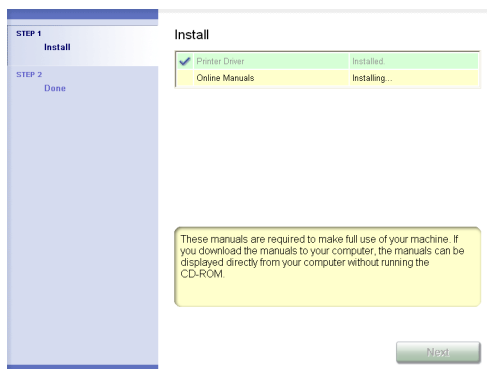 STEP 1
Install
STEP 2
Done
Install
Printer Driver Installed.
Online Manuals Installing...
These manuals are required to make full use of your machine. If
you download the manuals to your computer, the manuals can be
displayed directly from your computer without running the
CD-ROM.
Next